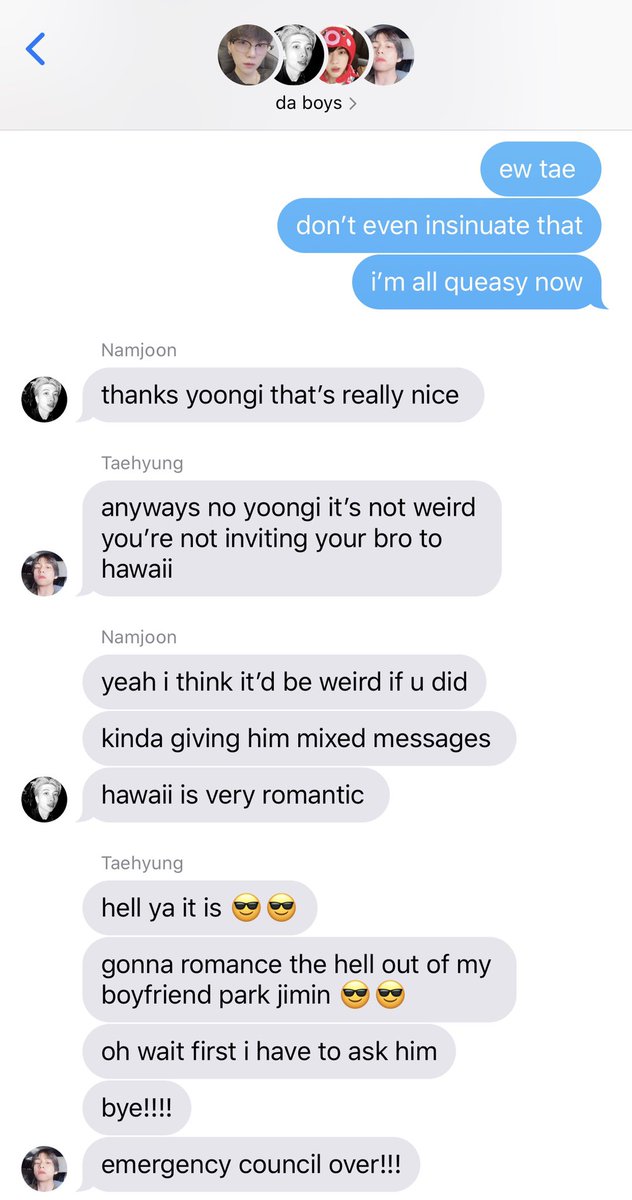 da boys >
ew tae
don’t even insinuate that
i’m all queasy now
Namjoon
thanks yoongi that’s really nice
Taehyung
anyways no yoongi it’s not weird
you’re not inviting your bro to
hawaii
Namjoon
yeah i think it’d be weird if u did
kinda giving him mixed messages
hawaii is very romantic
Taehyung
hell ya it is 😎😎
gonna romance the hell out of my
boyfriend park jimin 😎😎
oh wait first i have to ask him
bye!!!!
emergency council over!!!